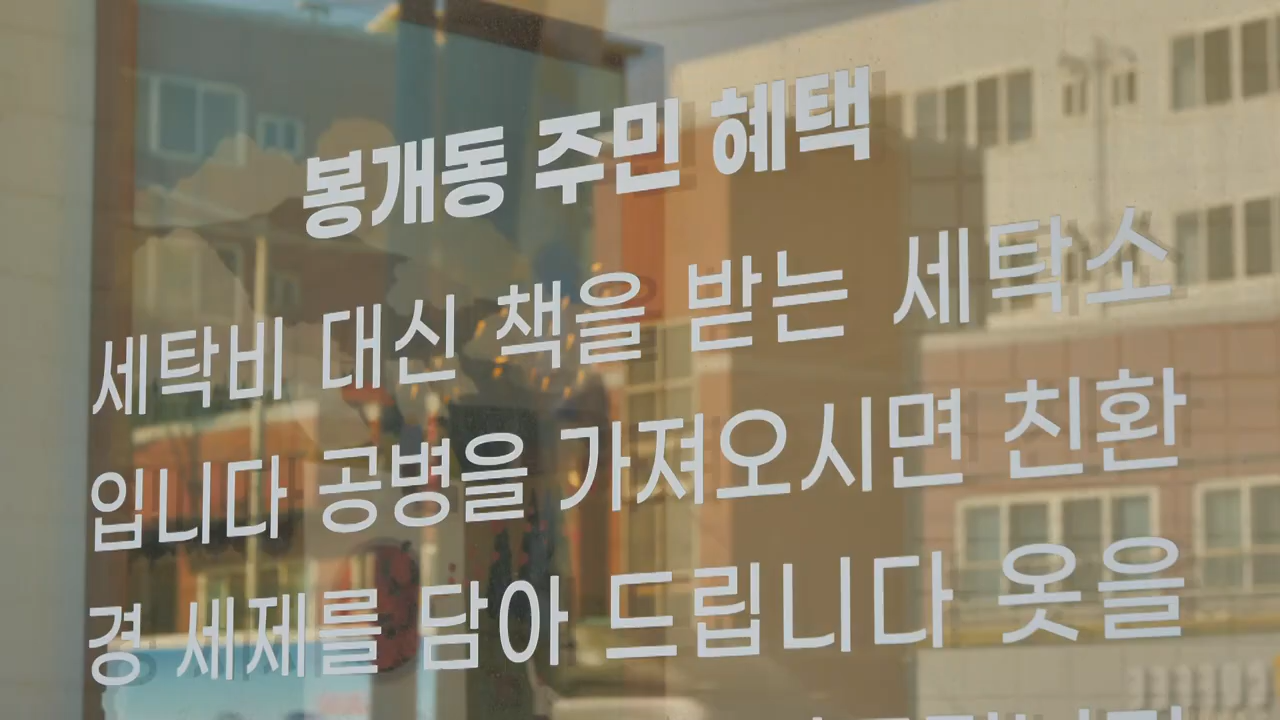 봉개동 주민 혜택
세탁비 대신 책을 받는 세탁소
입니다 공병을 가져오시면 친환
경 세제를 담아 드립니다 옷을